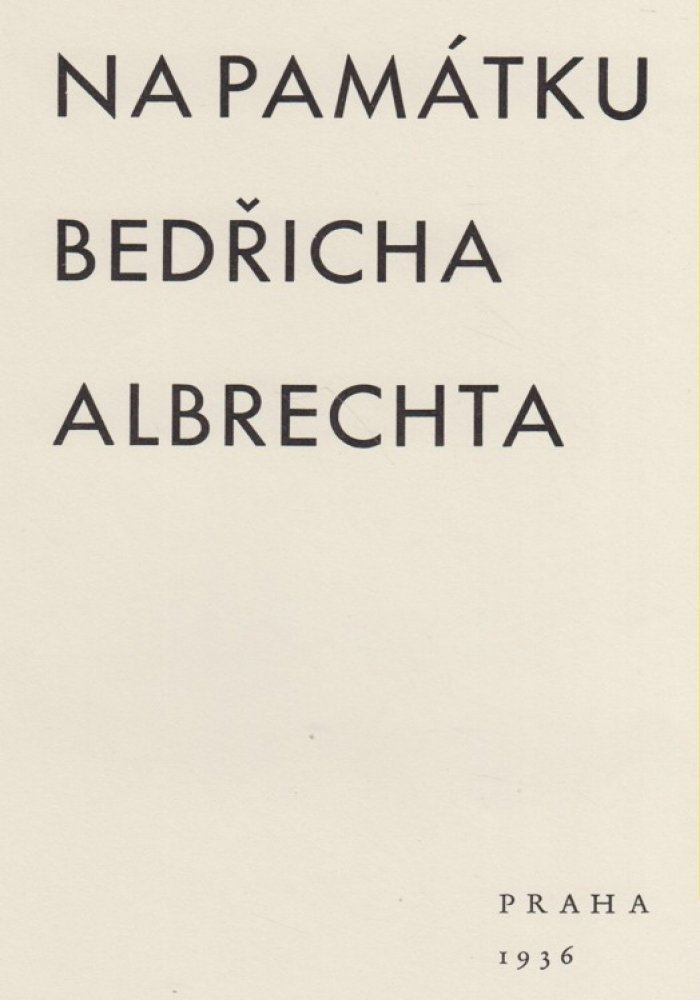 NA PAMÁTKU
BEDŘICHA
ALBRECHTA
PRAHA
1936